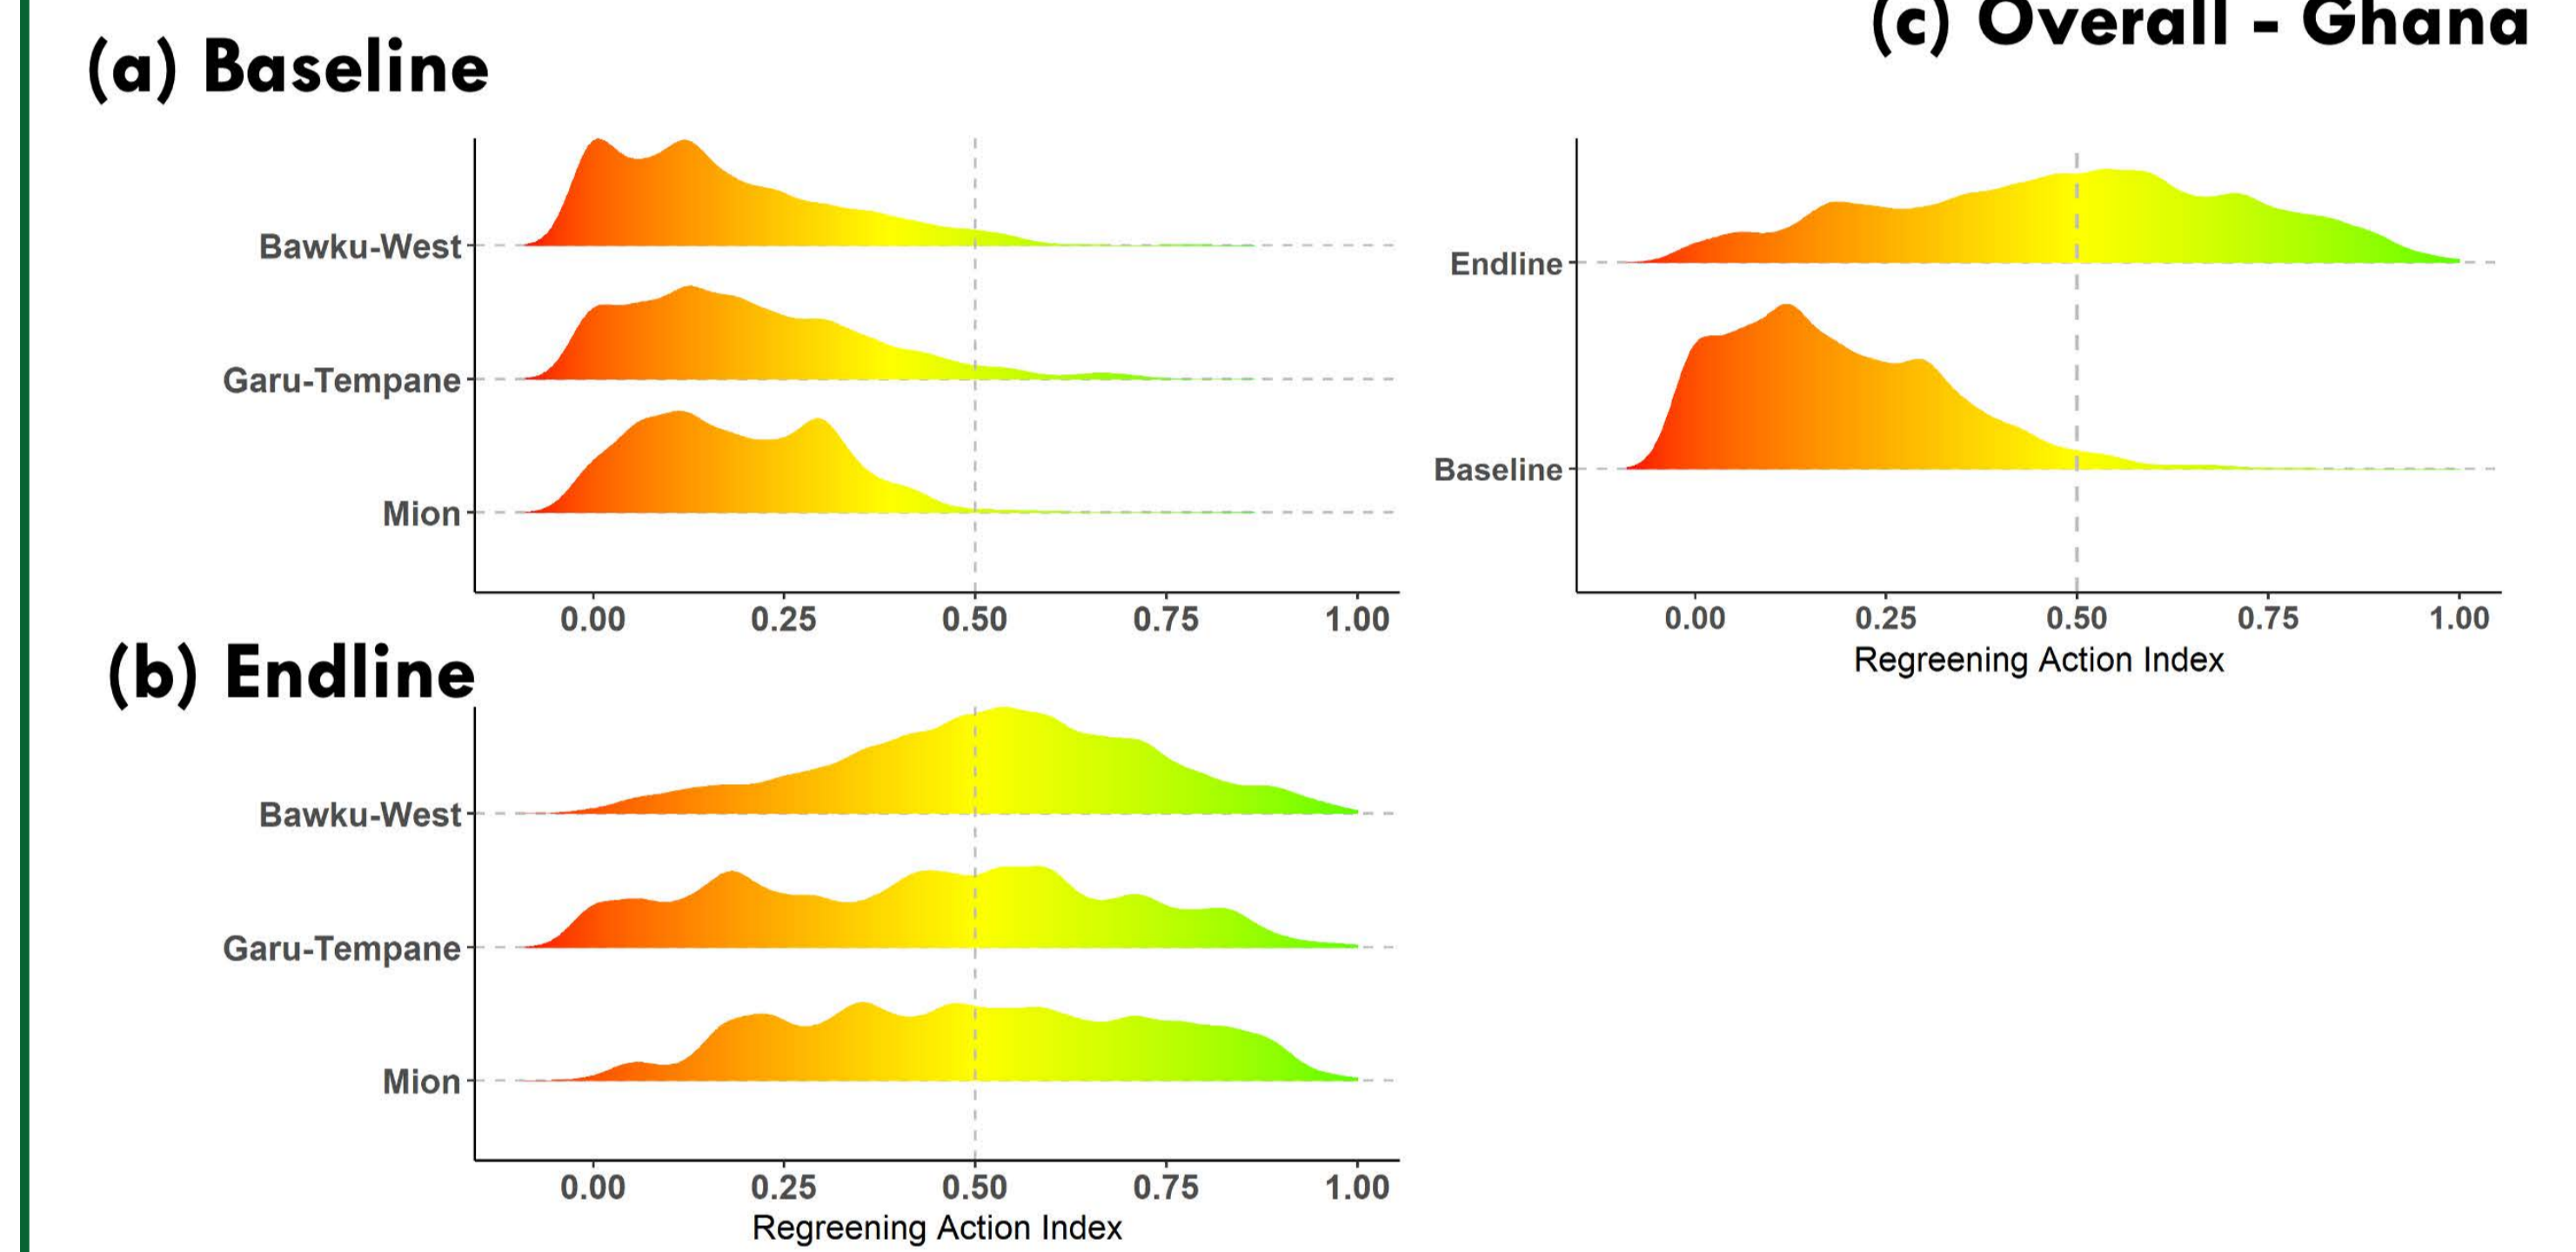 (a) Baseline
Bawku-West
Garu-Tempane
Mion
0.00 0.25 0.50 0.75 1.00
(b) Endline
Bawku-West
Garu-Tempane
Mion
0.00 0.25 0.50 0.75 1.00
Regreening Action Index
(c) Overall - Ghana
Endline
Baseline
0.00 0.25 0.50 0.75 1.00
Regreening Action Index